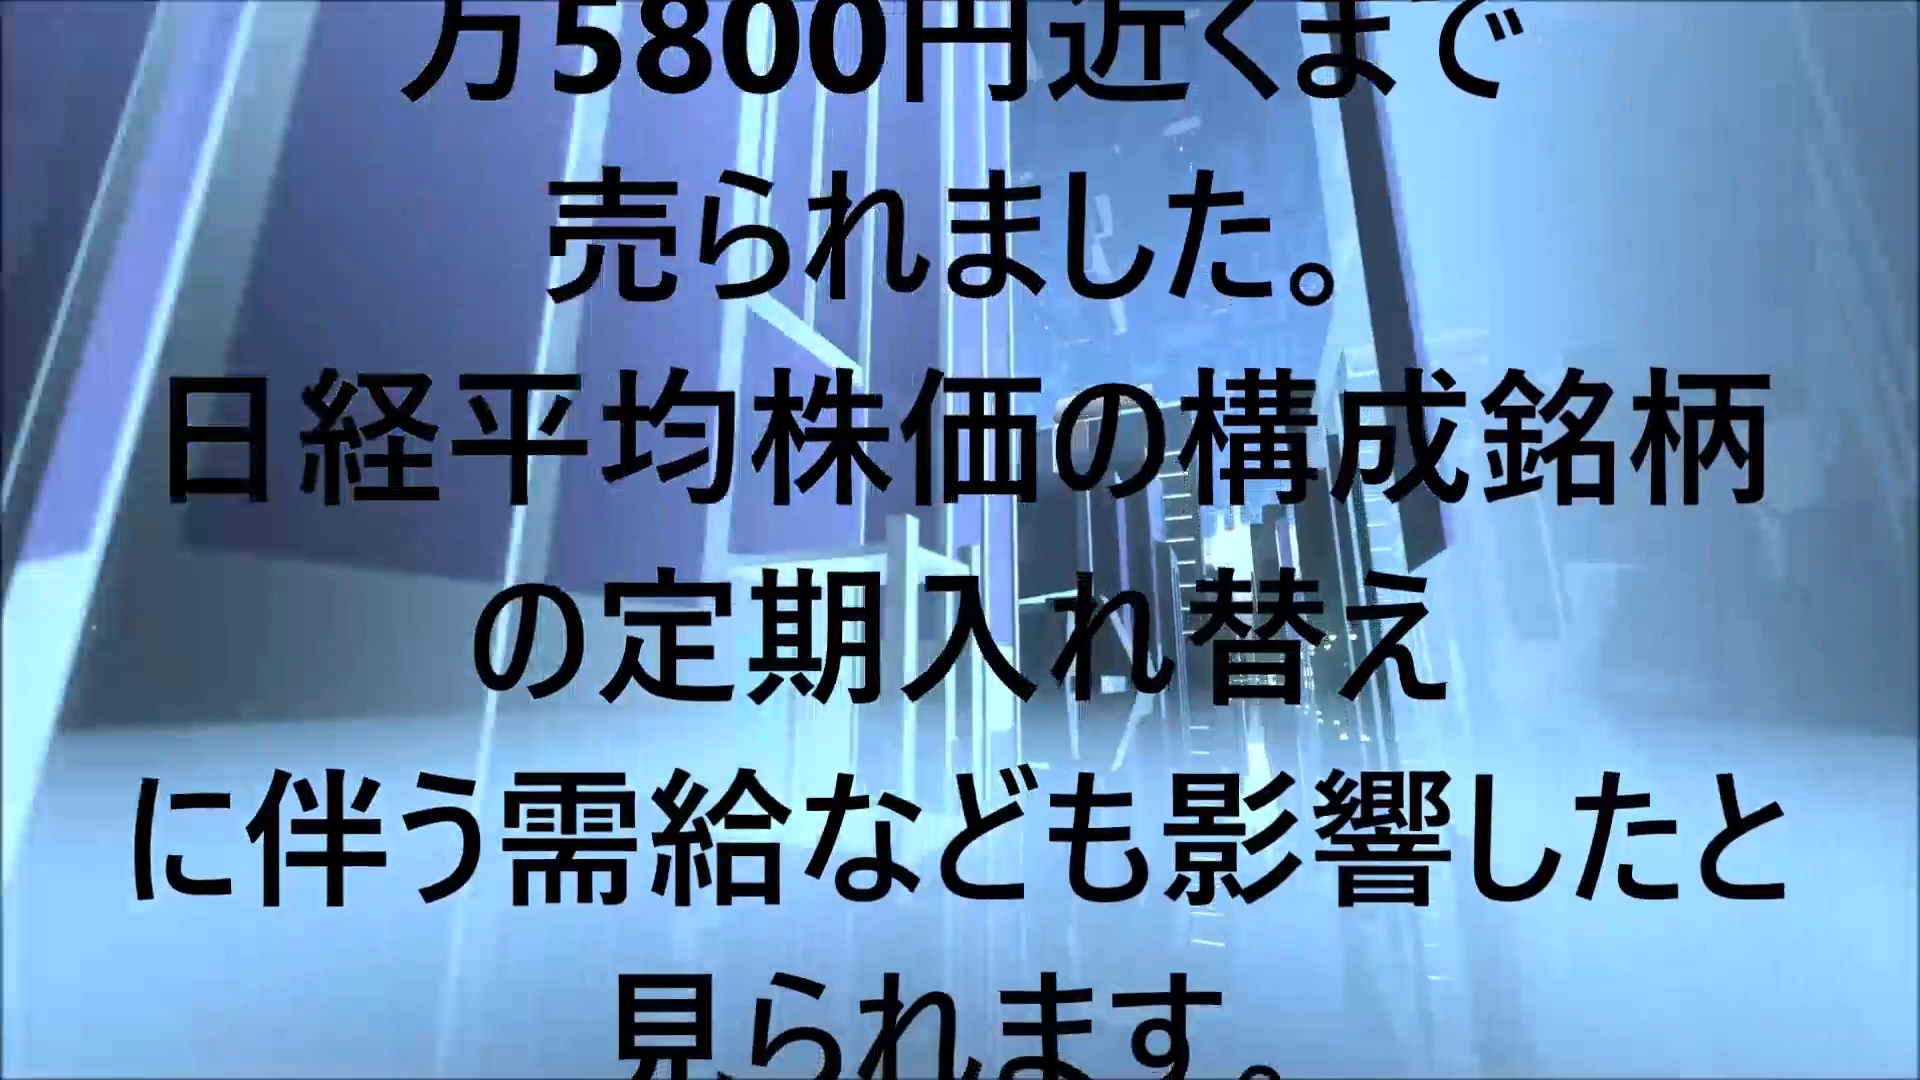 万5800円近くまで
売られました。
日経平均株価の構成銘柄
の定期入れ替え
に伴う需給なども影響したと
見られます。